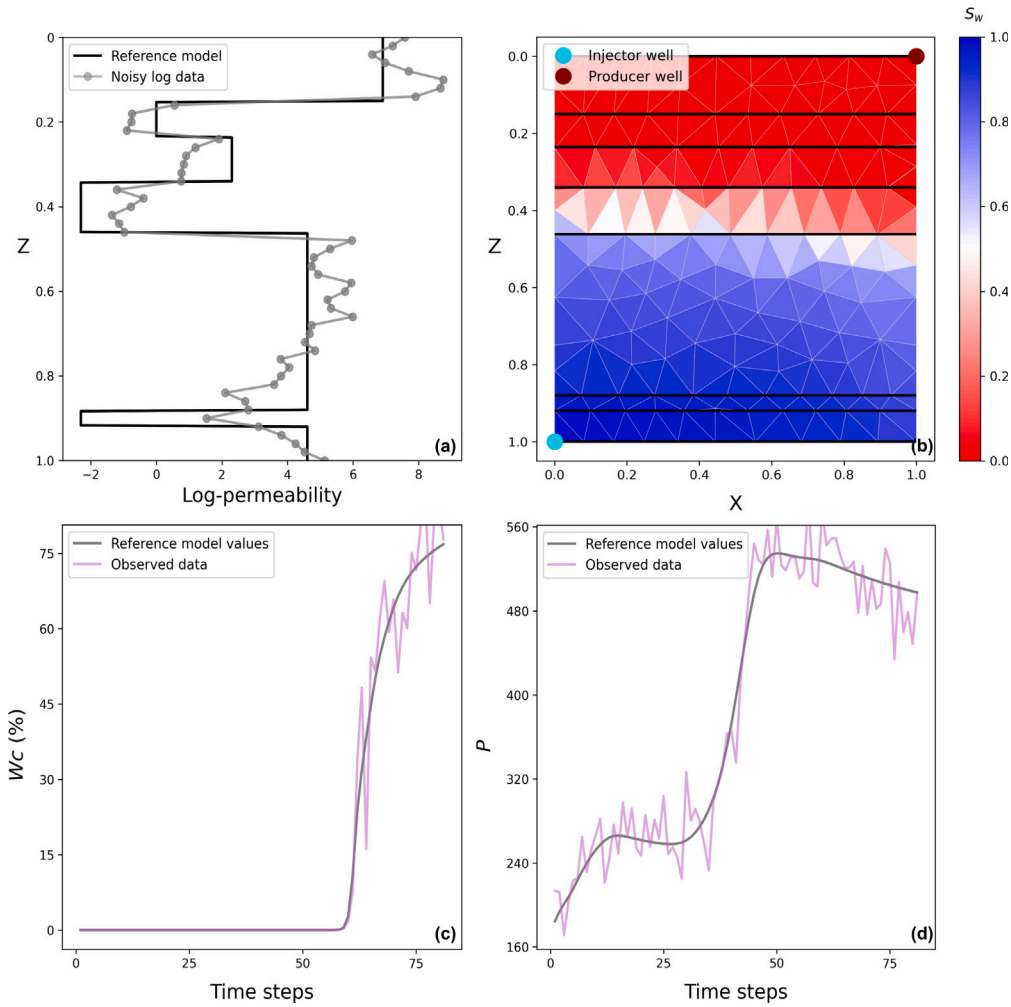 Reference model
Noisy log data
0
0.2
0.4
Z
0.6
0.8
1.0
−2
0
2
4
6
8
Log-permeability
(a)
Injector well
Producer well
0.0
0.2
0.4
Z
0.6
0.8
1.0
0.0
0.2
0.4
0.6
0.8
1.0
X
(b)
S_w
1.0
0.8
0.6
0.4
0.2
0.0
Reference model values
Observed data
75
60
45
30
15
0
Wc (%)
0
25
50
75
Time steps
(c)
Reference model values
Observed data
560
480
400
320
240
160
P
0
25
50
75
Time steps
(d)